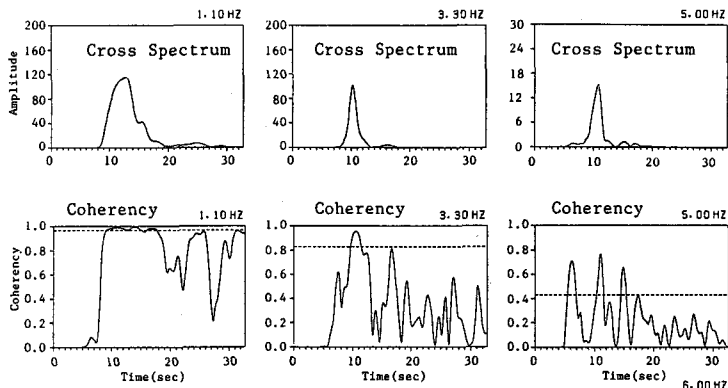 1.10 HZ 3.30 HZ 5.00 HZ
200 200 30
Cross Spectrum Cross Spectrum Cross Spectrum
160 160 24
120 120 18
80 80 12
40 40 6
0 0 0
Amplitude
0 10 20 30 0 10 20 30 0 10 20 30
Coherency Coherency Coherency
1.10 HZ 3.30 HZ 5.00 HZ
1.0 1.0 1.0
0.8 0.8 0.8
0.6 0.6 0.6
0.4 0.4 0.4
0.2 0.2 0.2
0.0 0.0 0.0
Coherency
0 10 20 30 0 10 20 30 0 10 20 30
Time(sec) Time(sec) Time(sec)
6.00 HZ